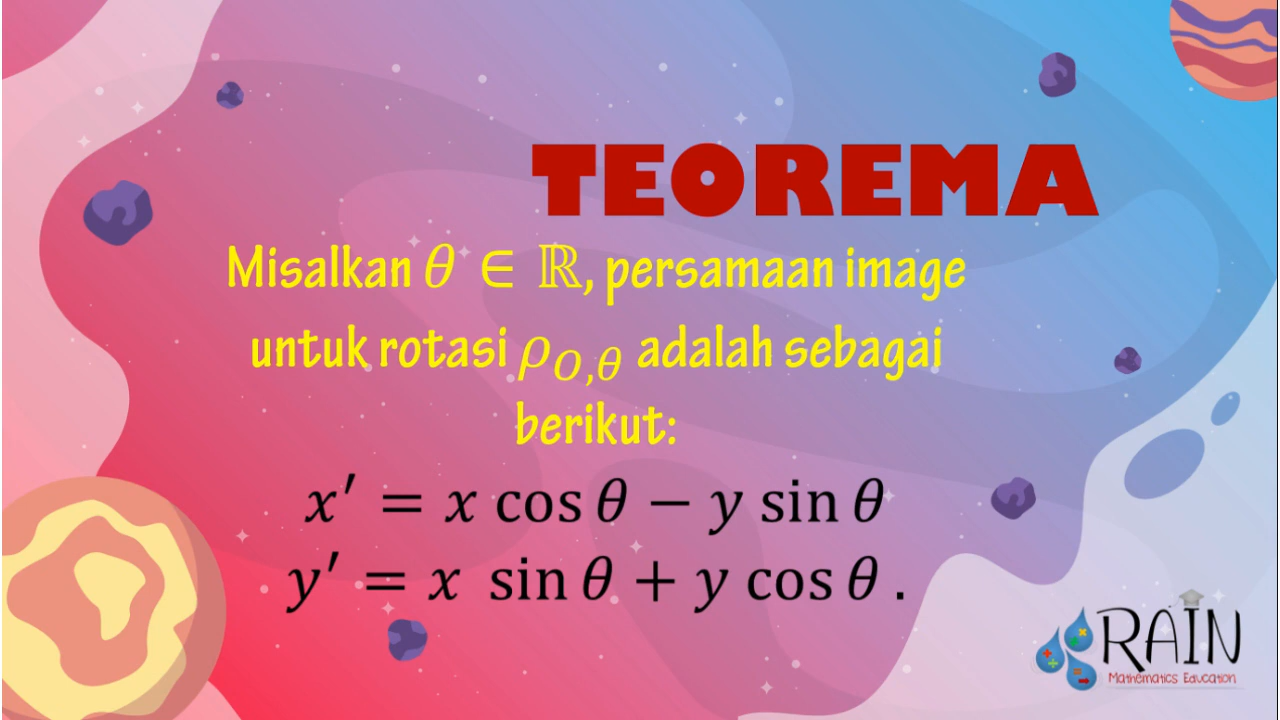 TEOREMA
Misalkan θ ∈ ℝ, persamaan image
untuk rotasi ρ_{O,θ} adalah sebagai
berikut:
x′ = x cos θ − y sin θ
y′ = x sin θ + y cos θ .
RAIN
Mathematics Education